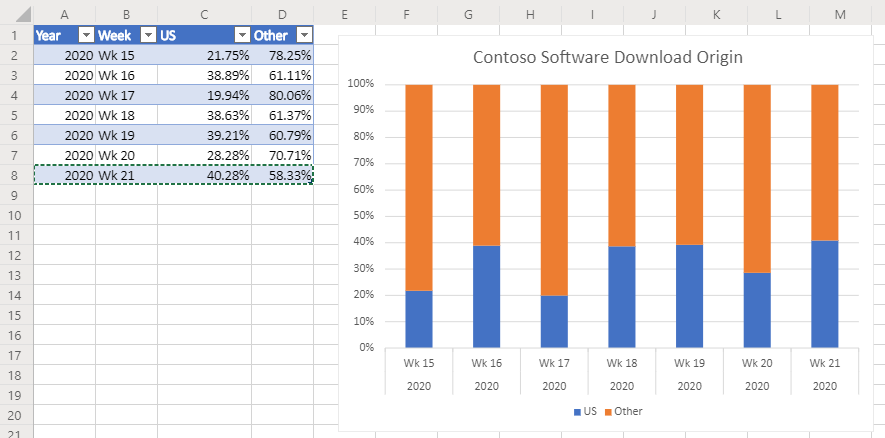 A B C D E F G H I J K L M
1 Year Week US Other
2 2020 Wk 15 21.75% 78.25%
3 2020 Wk 16 38.89% 61.11%
4 2020 Wk 17 19.94% 80.06%
5 2020 Wk 18 38.63% 61.37%
6 2020 Wk 19 39.21% 60.79%
7 2020 Wk 20 28.28% 70.71%
8 2020 Wk 21 40.28% 58.33%
9
10
11
12
13
14
15
16
17
18
19
20
21
Contoso Software Download Origin
100%
90%
80%
70%
60%
50%
40%
30%
20%
10%
0%
Wk 15 Wk 16 Wk 17 Wk 18 Wk 19 Wk 20 Wk 21
2020 2020 2020 2020 2020 2020 2020
US Other